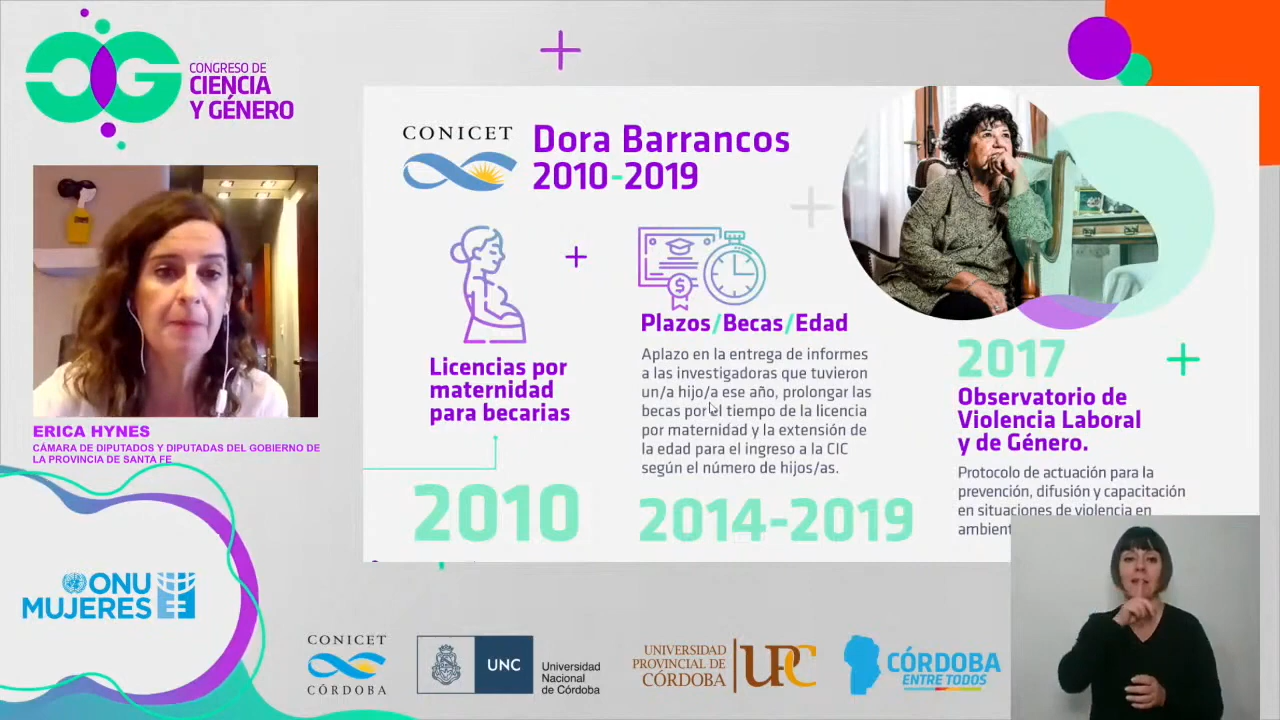 CONGRESO DE
CIENCIA
Y GÉNERO
ERICA HYNES
CÁMARA DE DIPUTADOS Y DIPUTADAS DEL GOBIERNO DE
LA PROVINCIA DE SANTA FE
CONICET
Dora Barrancos
2010-2019
Licencias por
maternidad
para becarias
2010
Plazos/Becas/Edad
Aplazo en la entrega de informes
a las investigadoras que tuvieron
un/a hijo/a ese año, prolongar las
becas por el tiempo de la licencia
por maternidad y la extensión de
la edad para el ingreso a la CIC
según el número de hijos/as.
2014-2019
2017
Observatorio de
Violencia Laboral
y de Género.
Protocolo de actuación para la
prevención, difusión y capacitación
en situaciones de violencia en
ONU
MUJERES
CONICET
CÓRDOBA
UNC
Universidad
Nacional
de Córdoba
UNIVERSIDAD
PROVINCIAL DE
CÓRDOBA
UPC
CÓRDOBA
ENTRE TODOS